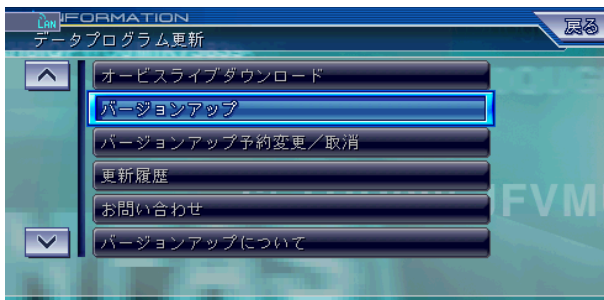 LAN
INFORMATION
戻る
データプログラム更新
オービスライブダウンロード
バージョンアップ
バージョンアップ予約変更/取消
更新履歴
お問い合わせ
バージョンアップについて
FVM